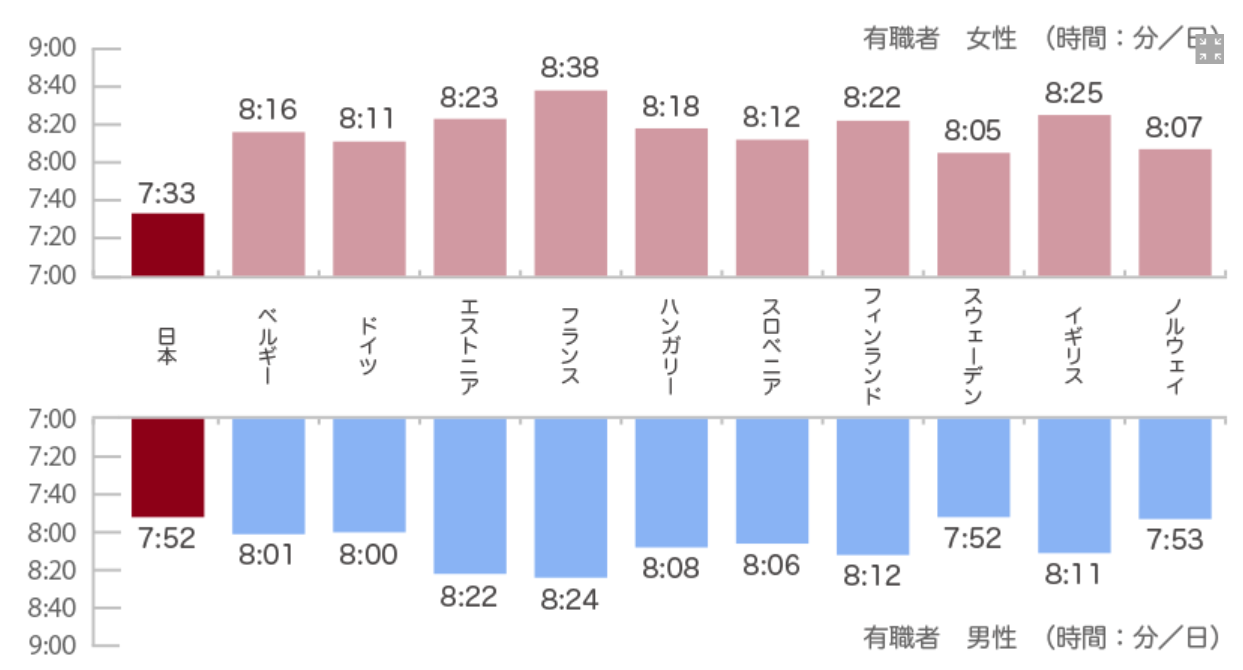 有職者 女性 （時間：分／日）
9:00
8:40
8:20
8:00
7:40
7:20
7:00
7:33
8:16
8:11
8:23
8:38
8:18
8:12
8:22
8:05
8:25
8:07
日本
ベルギー
ドイツ
エストニア
フランス
ハンガリー
スロベニア
フィンランド
スウェーデン
イギリス
ノルウェイ
7:00
7:20
7:40
8:00
8:20
8:40
9:00
7:52
8:01
8:00
8:22
8:24
8:08
8:06
8:12
7:52
8:11
7:53
有職者 男性 （時間：分／日）